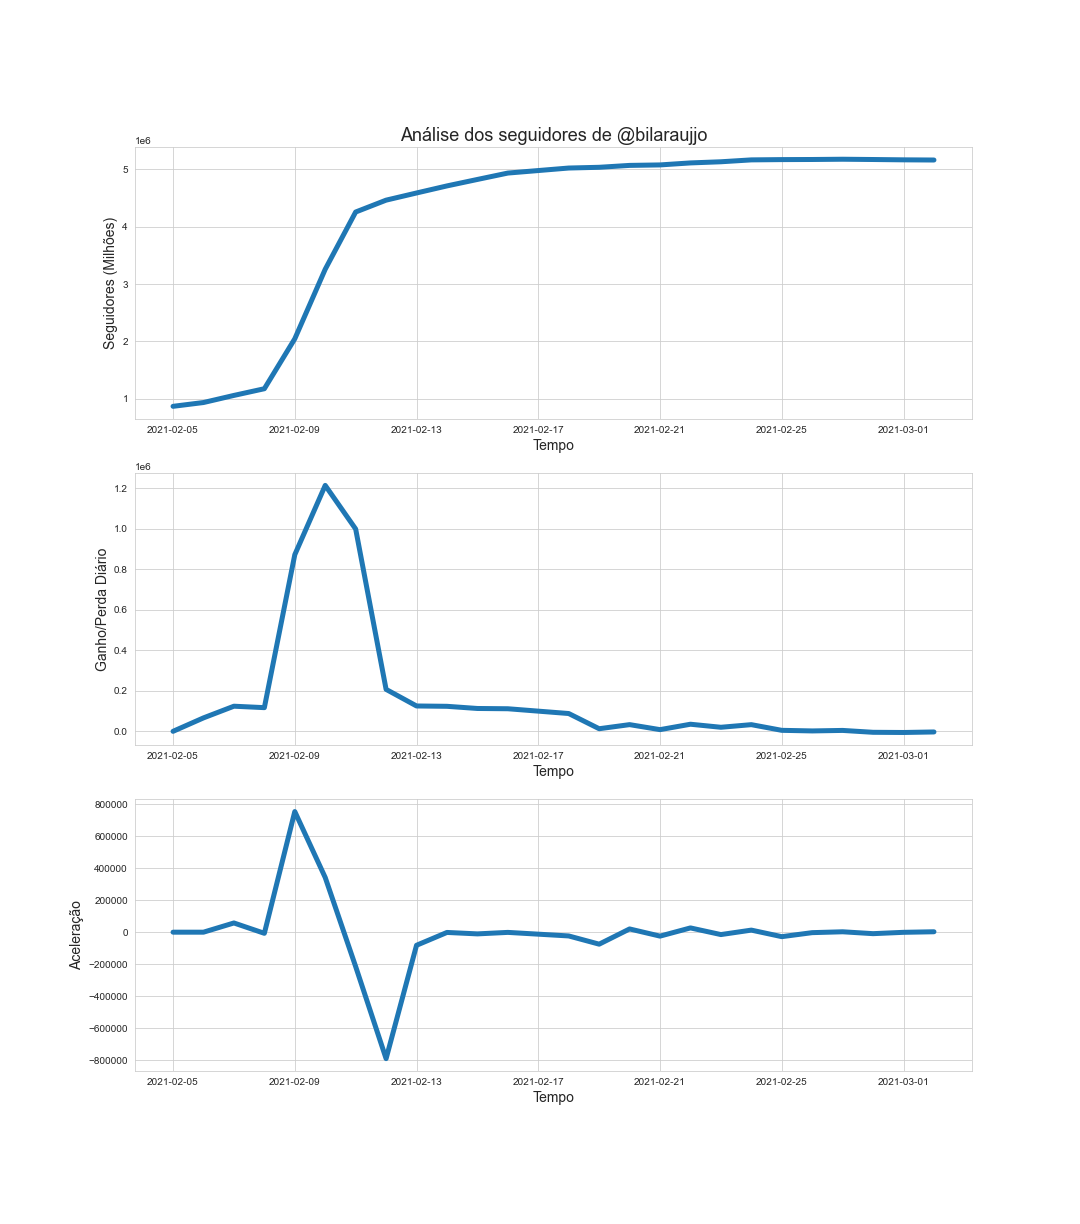 Análise dos seguidores de @bilaraujjo
1e6
5
4
3
2
1
Seguidores (Milhões)
2021-02-05 2021-02-09 2021-02-13 2021-02-17 2021-02-21 2021-02-25 2021-03-01
Tempo
1e6
1.2
1.0
0.8
0.6
0.4
0.2
0.0
Ganho/Perda Diário
2021-02-05 2021-02-09 2021-02-13 2021-02-17 2021-02-21 2021-02-25 2021-03-01
Tempo
800000
600000
400000
200000
0
−200000
−400000
−600000
−800000
Aceleração
2021-02-05 2021-02-09 2021-02-13 2021-02-17 2021-02-21 2021-02-25 2021-03-01
Tempo